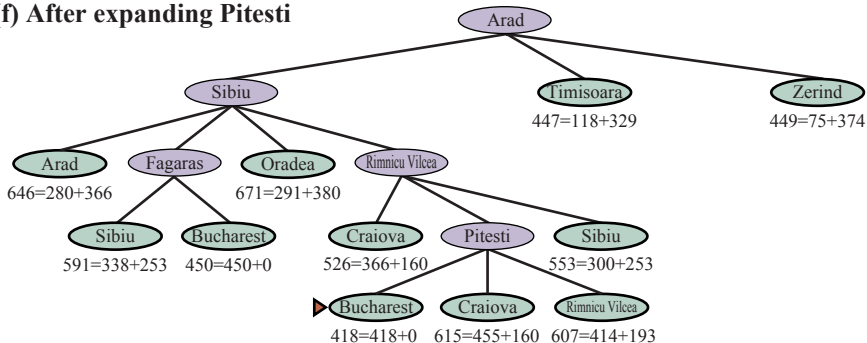 f) After expanding Pitesti
Arad
Sibiu
Timisoara
Zerind
447=118+329
449=75+374
Arad
Fagaras
Oradea
Rimnicu Vilcea
646=280+366
671=291+380
Sibiu
Bucharest
Craiova
Pitesti
Sibiu
591=338+253
450=450+0
526=366+160
553=300+253
Bucharest
Craiova
Rimnicu Vilcea
418=418+0
615=455+160
607=414+193